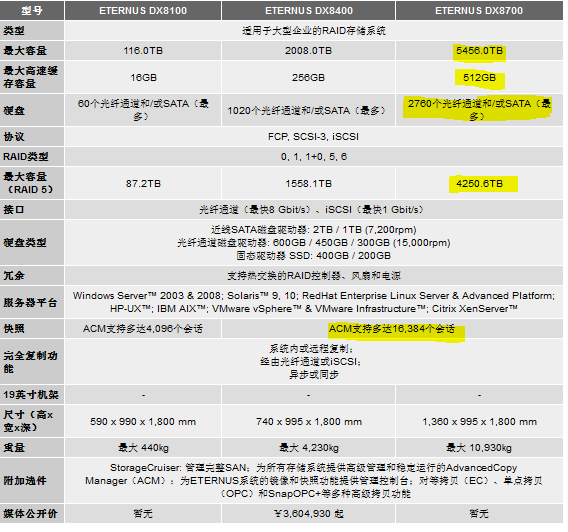 型号 ETERNUS DX8100 ETERNUS DX8400 ETERNUS DX8700
类型 适用于大型企业的RAID存储系统
最大容量 116.0TB 2008.0TB 5456.0TB
最大高速缓
存容量 16GB 256GB 512GB
硬盘 60个光纤通道和/或SATA（最
多） 1020个光纤通道和/或SATA（最多） 2760个光纤通道和/或SATA（最
多）
协议 FCP, SCSI-3, iSCSI
RAID类型 0, 1, 1+0, 5, 6
最大容量
（RAID 5） 87.2TB 1558.1TB 4250.6TB
接口 光纤通道（最快8 Gbit/s）、iSCSI（最快1 Gbit/s）
硬盘类型 近线SATA磁盘驱动器: 2TB / 1TB (7,200rpm)
光纤通道磁盘驱动器: 600GB / 450GB / 300GB (15,000rpm)
固态驱动器 SSD: 400GB / 200GB
冗余 支持热交换的RAID控制器、风扇和电源
服务器平台 Windows Server™ 2003 & 2008; Solaris™ 9, 10; RedHat Enterprise Linux Server & Advanced Platform;
HP-UX™; IBM AIX™; VMware vSphere™ & VMware Infrastructure™; Citrix XenServer™
快照 ACM支持多达4,096个会话 ACM支持多达16,384个会话
完全复制功
能 系统内或远程复制;
经由光纤通道或iSCSI;
异步或同步
19英寸机架 - - -
尺寸（高x
宽x深） 590 x 990 x 1,800 mm 740 x 995 x 1,800 mm 1,360 x 995 x 1,800 mm
重量 最大 440kg 最大 4,230kg 最大 10,930kg
附加选件 StorageCruiser: 管理完整SAN；为所有存储系统提供高级管理和稳定运行的AdvancedCopy
Manager（ACM）：为ETERNUS系统的镜像和快照功能提供管理控制台；对等拷贝（EC）、单点拷贝
（OPC）和SnapOPC+等多种高级拷贝功能
媒体公开价 暂无 ￥3,604,930 起 暂无